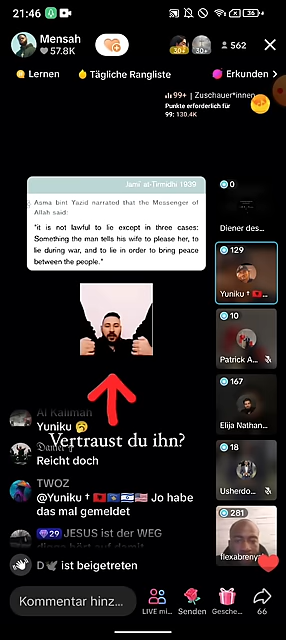 21:46
36
Mensah
57.8K
30+
30+
562
Lernen
Tägliche Rangliste
Erkunden
99+ | Zuschauer*innen
Punkte erforderlich für
99: 130.4K
Jami` at-Tirmidhi 1939
Asma bint Yazid narrated that the Messenger of
Allah said:
"it is not lawful to lie except in three cases:
Something the man tells his wife to please her, to
lie during war, and to lie in order to bring peace
between the people."
0
Diener des...
129
Yuniku ✝
10
Patrick A...
167
Elija Nathan...
18
Usherdo...
281
flexabreny
Al Kaliman
Yuniku 🥱
Daniel
Vertraust du ihn?
Reicht doch
TWOZ
@Yuniku ✝ 🇦🇱🇽🇰🇮🇱🇺🇸 Jo habe
das mal gemeldet
29 JESUS ist der WEG
D🕊 ist beigetreten
Kommentar hinz...
LIVE mi...
Senden
Gesche...
66